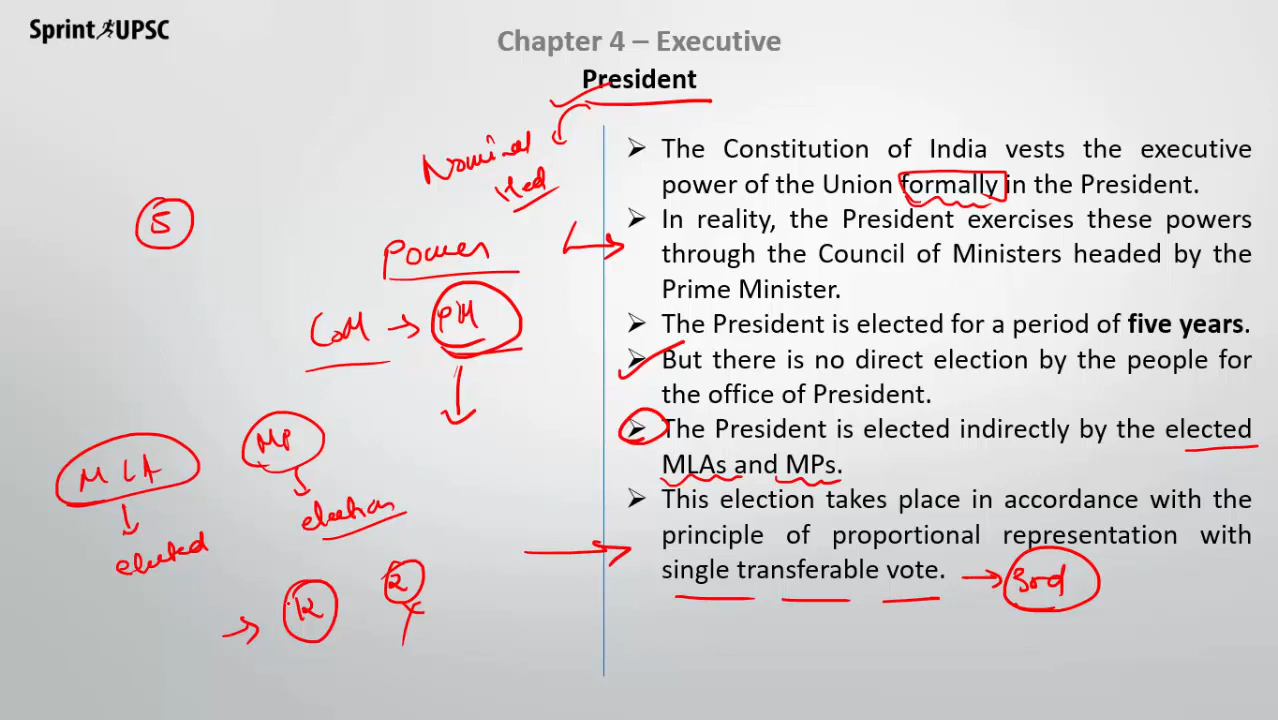 Sprint UPSC
Chapter 4 – Executive
President
Nominal
Hed
5
Power
CoM → PM
MP
MLA
election
elected
12
2
➢ The Constitution of India vests the executive
power of the Union formally in the President.
➢ In reality, the President exercises these powers
through the Council of Ministers headed by the
Prime Minister.
➢ The President is elected for a period of five years.
➢ But there is no direct election by the people for
the office of President.
➢ The President is elected indirectly by the elected
MLAs and MPs.
➢ This election takes place in accordance with the
principle of proportional representation with
single transferable vote. → 3rd